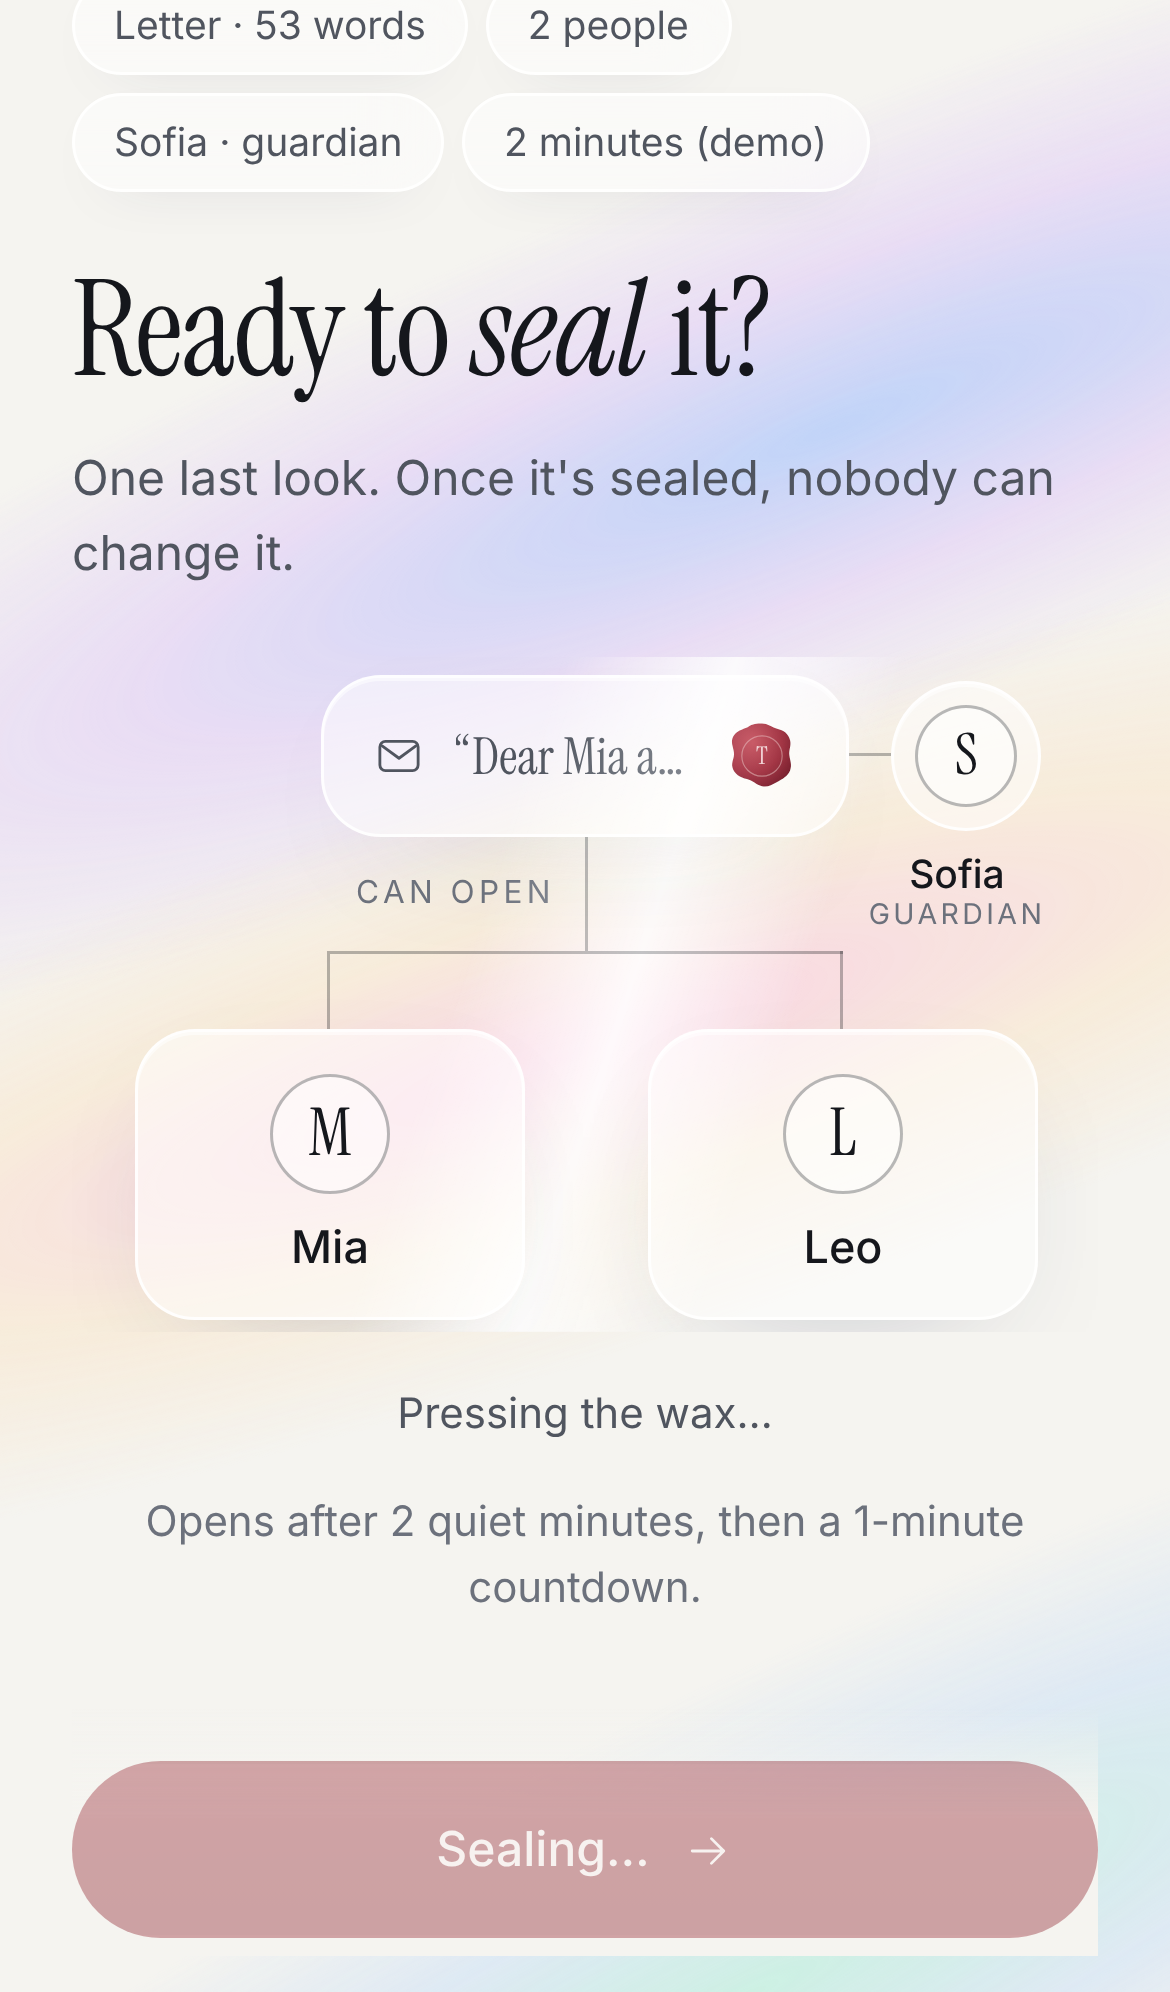 Letter · 53 words
2 people
Sofia · guardian
2 minutes (demo)
Ready to seal it?
One last look. Once it's sealed, nobody can
change it.
“Dear Mia a...
T
S
Sofia
GUARDIAN
CAN OPEN
M
Mia
L
Leo
Pressing the wax...
Opens after 2 quiet minutes, then a 1-minute
countdown.
Sealing... →